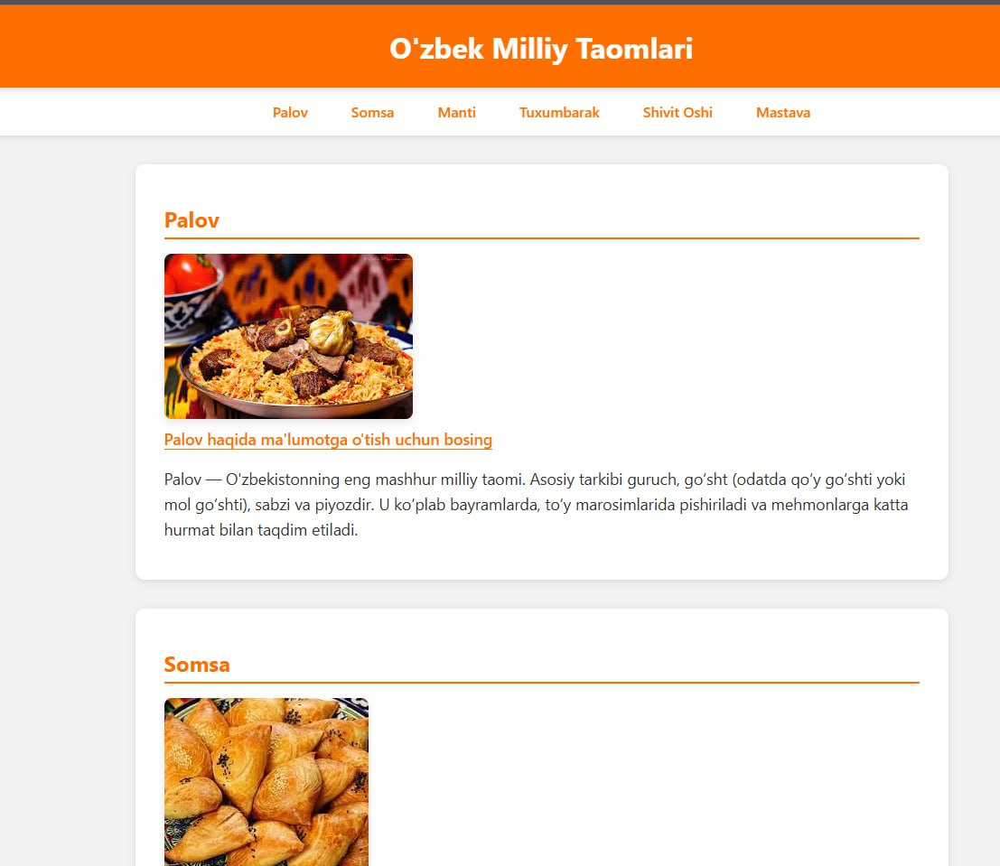 O'zbek Milliy Taomlari
Palov Somsa Manti Tuxumbarak Shivit Oshi Mastava
Palov
Palov haqida ma'lumotga o'tish uchun bosing
Palov — O'zbekistonning eng mashhur milliy taomi. Asosiy tarkibi guruch, go‘sht (odatda qo‘y go‘shti yoki
mol go‘shti), sabzi va piyozdir. U ko‘plab bayramlarda, to‘y marosimlarida pishiriladi va mehmonlarga katta
hurmat bilan taqdim etiladi.
Somsa